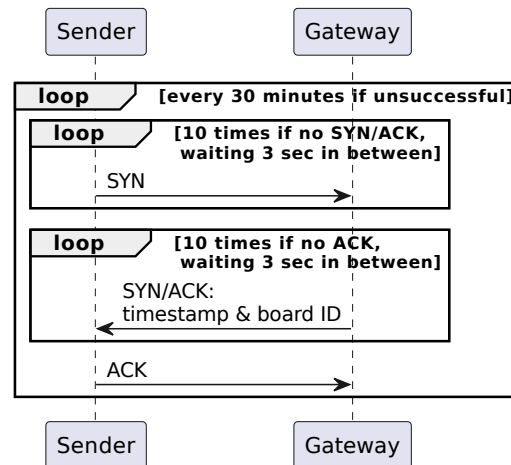 Sender Gateway
loop [every 30 minutes if unsuccessful]
loop [10 times if no SYN/ACK,
waiting 3 sec in between]
SYN
loop [10 times if no ACK,
waiting 3 sec in between]
SYN/ACK:
timestamp & board ID
ACK
Sender Gateway